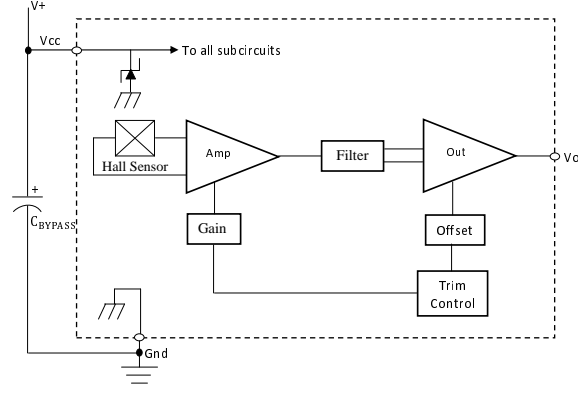 V+
Vcc
To all subcircuits
Hall Sensor
Amp
Filter
Out
Vo
+
CBYPASS
Gain
Offset
Trim
Control
Gnd